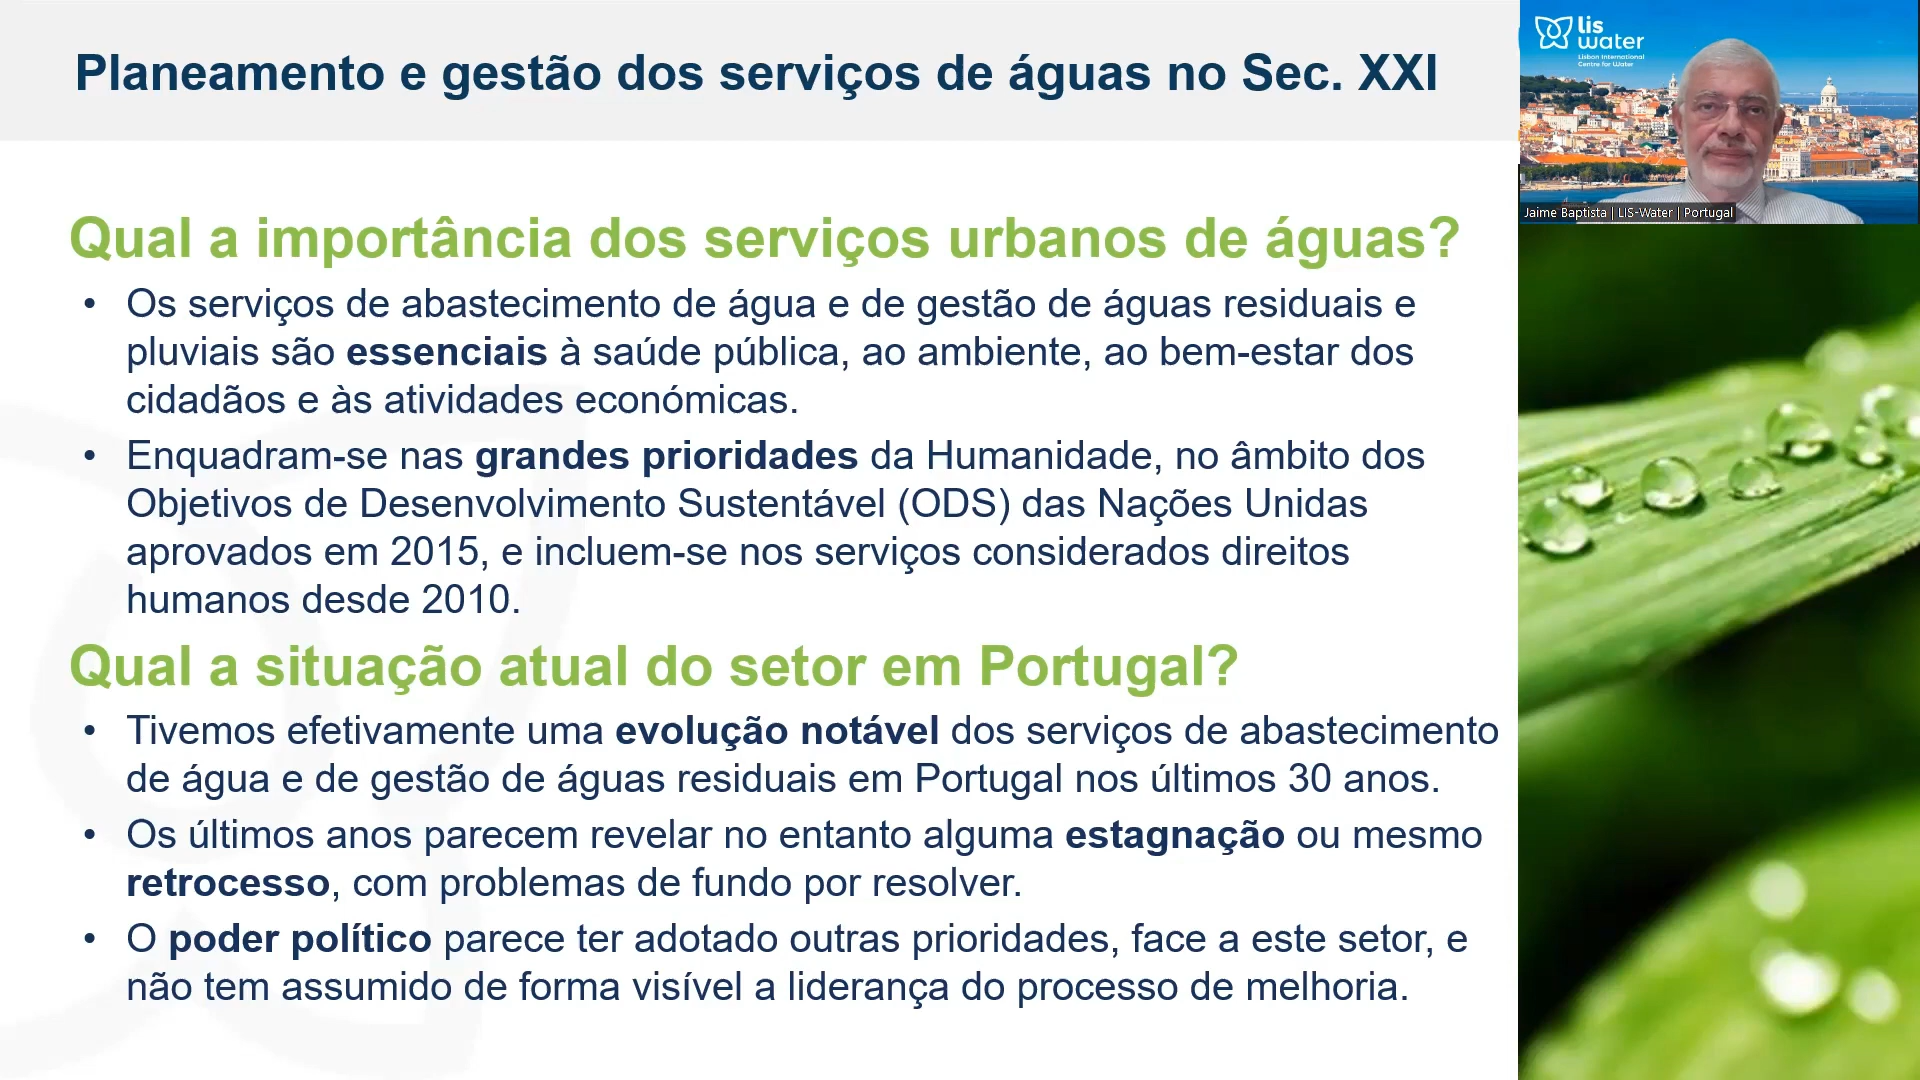 Planeamento e gestão dos serviços de águas no Sec. XXI
lis
water
Lisbon International
Centre for Water
Jaime Baptista | LIS-Water | Portugal
Qual a importância dos serviços urbanos de águas?
• Os serviços de abastecimento de água e de gestão de águas residuais e
pluviais são essenciais à saúde pública, ao ambiente, ao bem-estar dos
cidadãos e às atividades económicas.
• Enquadram-se nas grandes prioridades da Humanidade, no âmbito dos
Objetivos de Desenvolvimento Sustentável (ODS) das Nações Unidas
aprovados em 2015, e incluem-se nos serviços considerados direitos
humanos desde 2010.
Qual a situação atual do setor em Portugal?
• Tivemos efetivamente uma evolução notável dos serviços de abastecimento
de água e de gestão de águas residuais em Portugal nos últimos 30 anos.
• Os últimos anos parecem revelar no entanto alguma estagnação ou mesmo
retrocesso, com problemas de fundo por resolver.
• O poder político parece ter adotado outras prioridades, face a este setor, e
não tem assumido de forma visível a liderança do processo de melhoria.